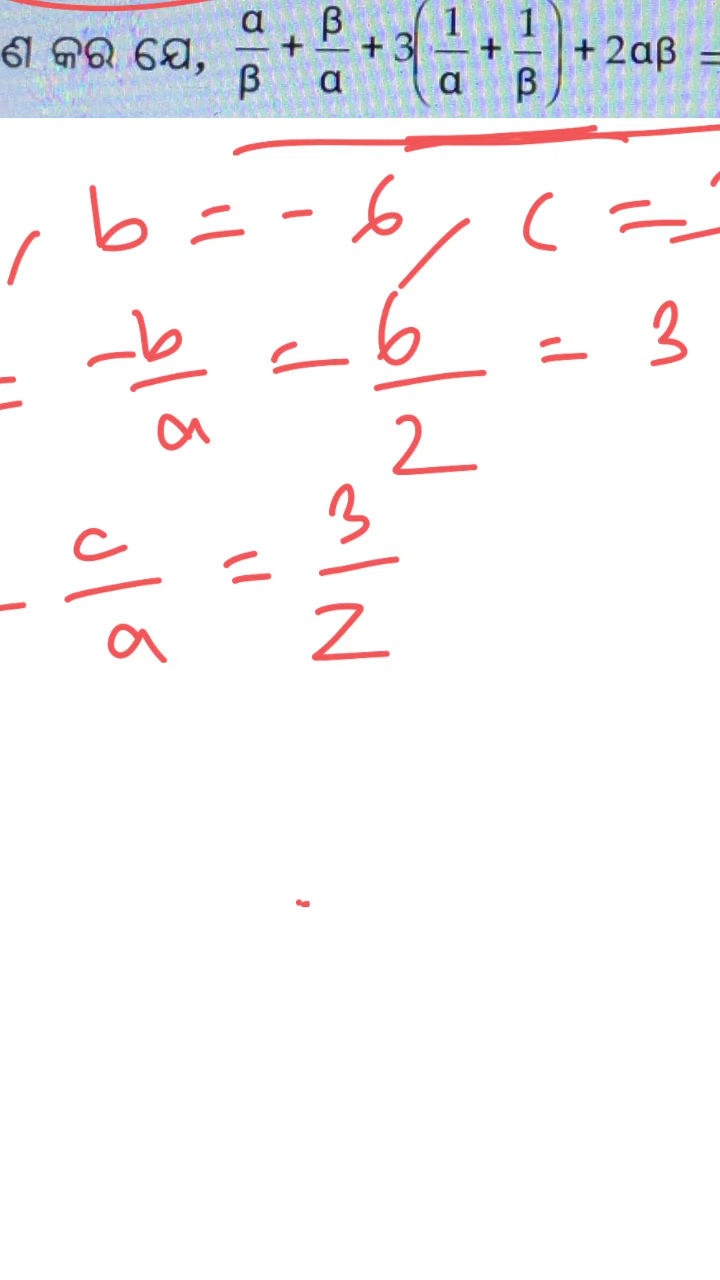 ଣ କର ଯେ, α/β + β/α + 3(1/α + 1/β) + 2αβ =
, b = - 6, c =
= -b/a = 6/2 = 3
c/a = 3/2